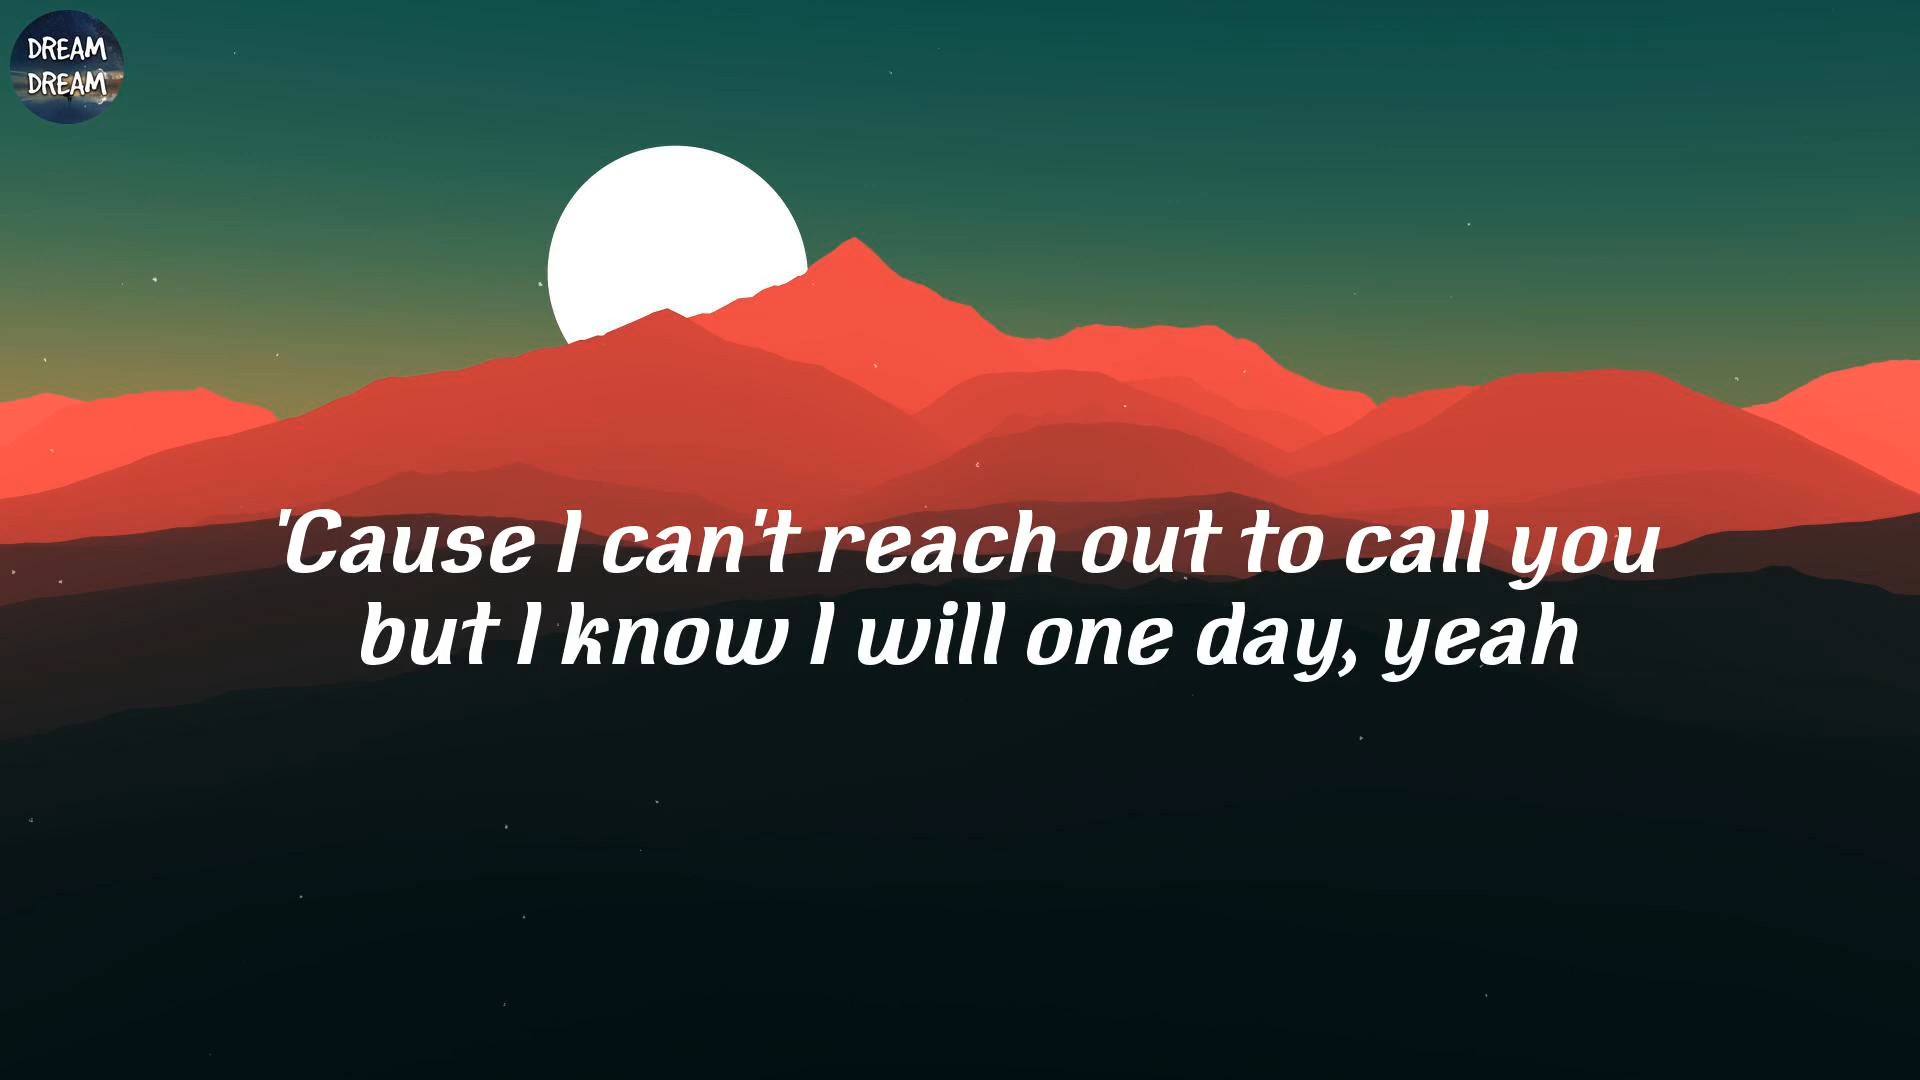 DREAM
DREAM
'Cause I can't reach out to call you
but I know I will one day, yeah